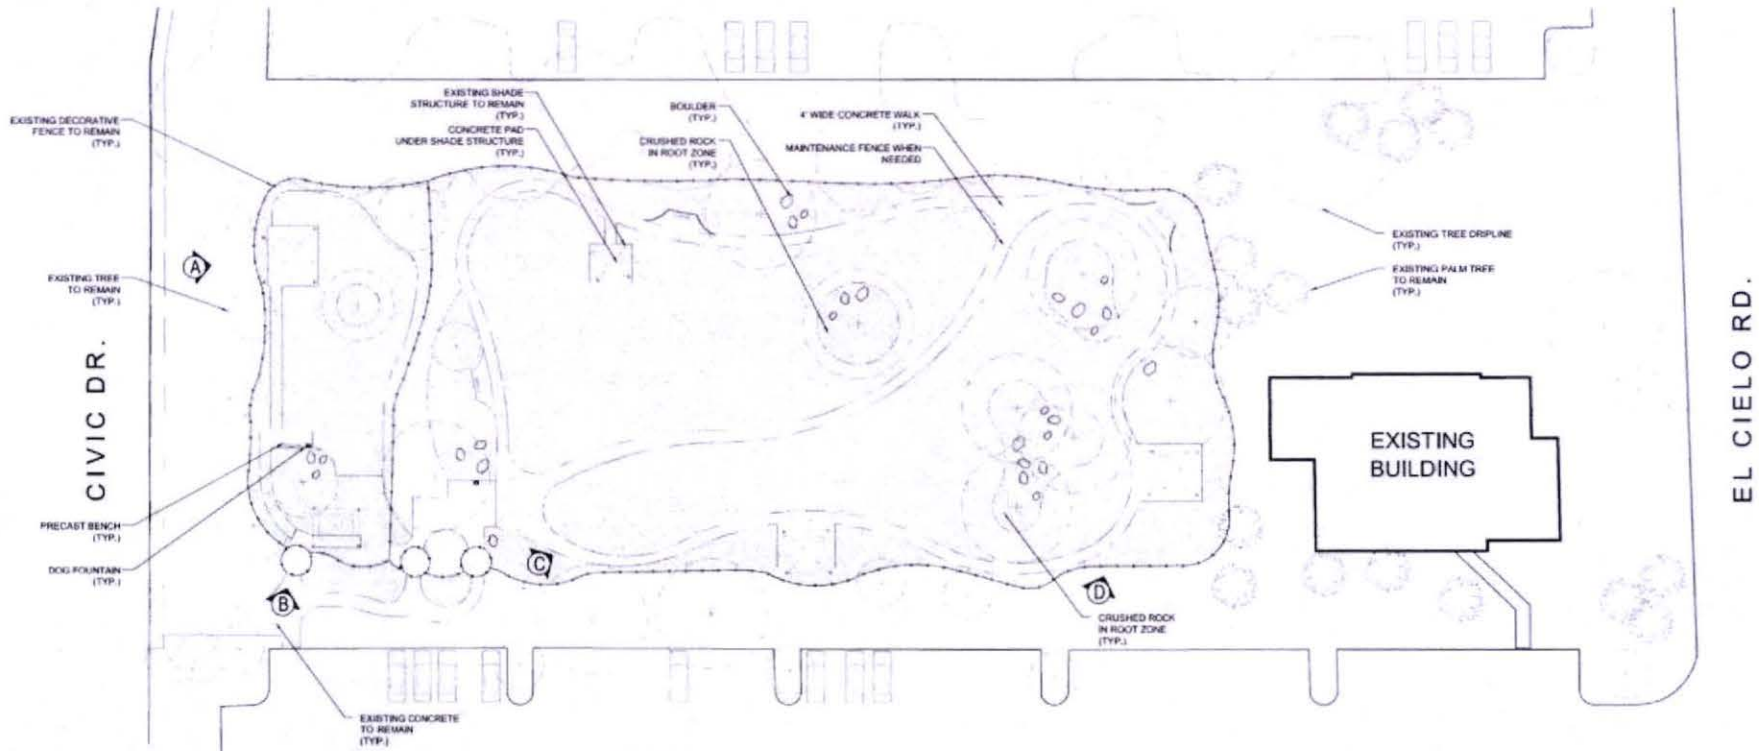 EXISTING DECORATIVE
FENCE TO REMAIN
(TYP.)
EXISTING SHADE
STRUCTURE TO REMAIN
(TYP.)
CONCRETE PAD
UNDER SHADE STRUCTURE
(TYP.)
BOULDER
(TYP.)
CRUSHED ROCK
IN ROOT ZONE
(TYP.)
4' WIDE CONCRETE WALK
(TYP.)
MAINTENANCE FENCE WHEN
NEEDED
EXISTING TREE DRIPLINE
(TYP.)
EXISTING PALM TREE
TO REMAIN
(TYP.)
A
EXISTING TREE
TO REMAIN
(TYP.)
CIVIC DR.
EL CIELO RD.
EXISTING
BUILDING
PRECAST BENCH
(TYP.)
DOG FOUNTAIN
(TYP.)
C
B
D
CRUSHED ROCK
IN ROOT ZONE
(TYP.)
EXISTING CONCRETE
TO REMAIN
(TYP.)